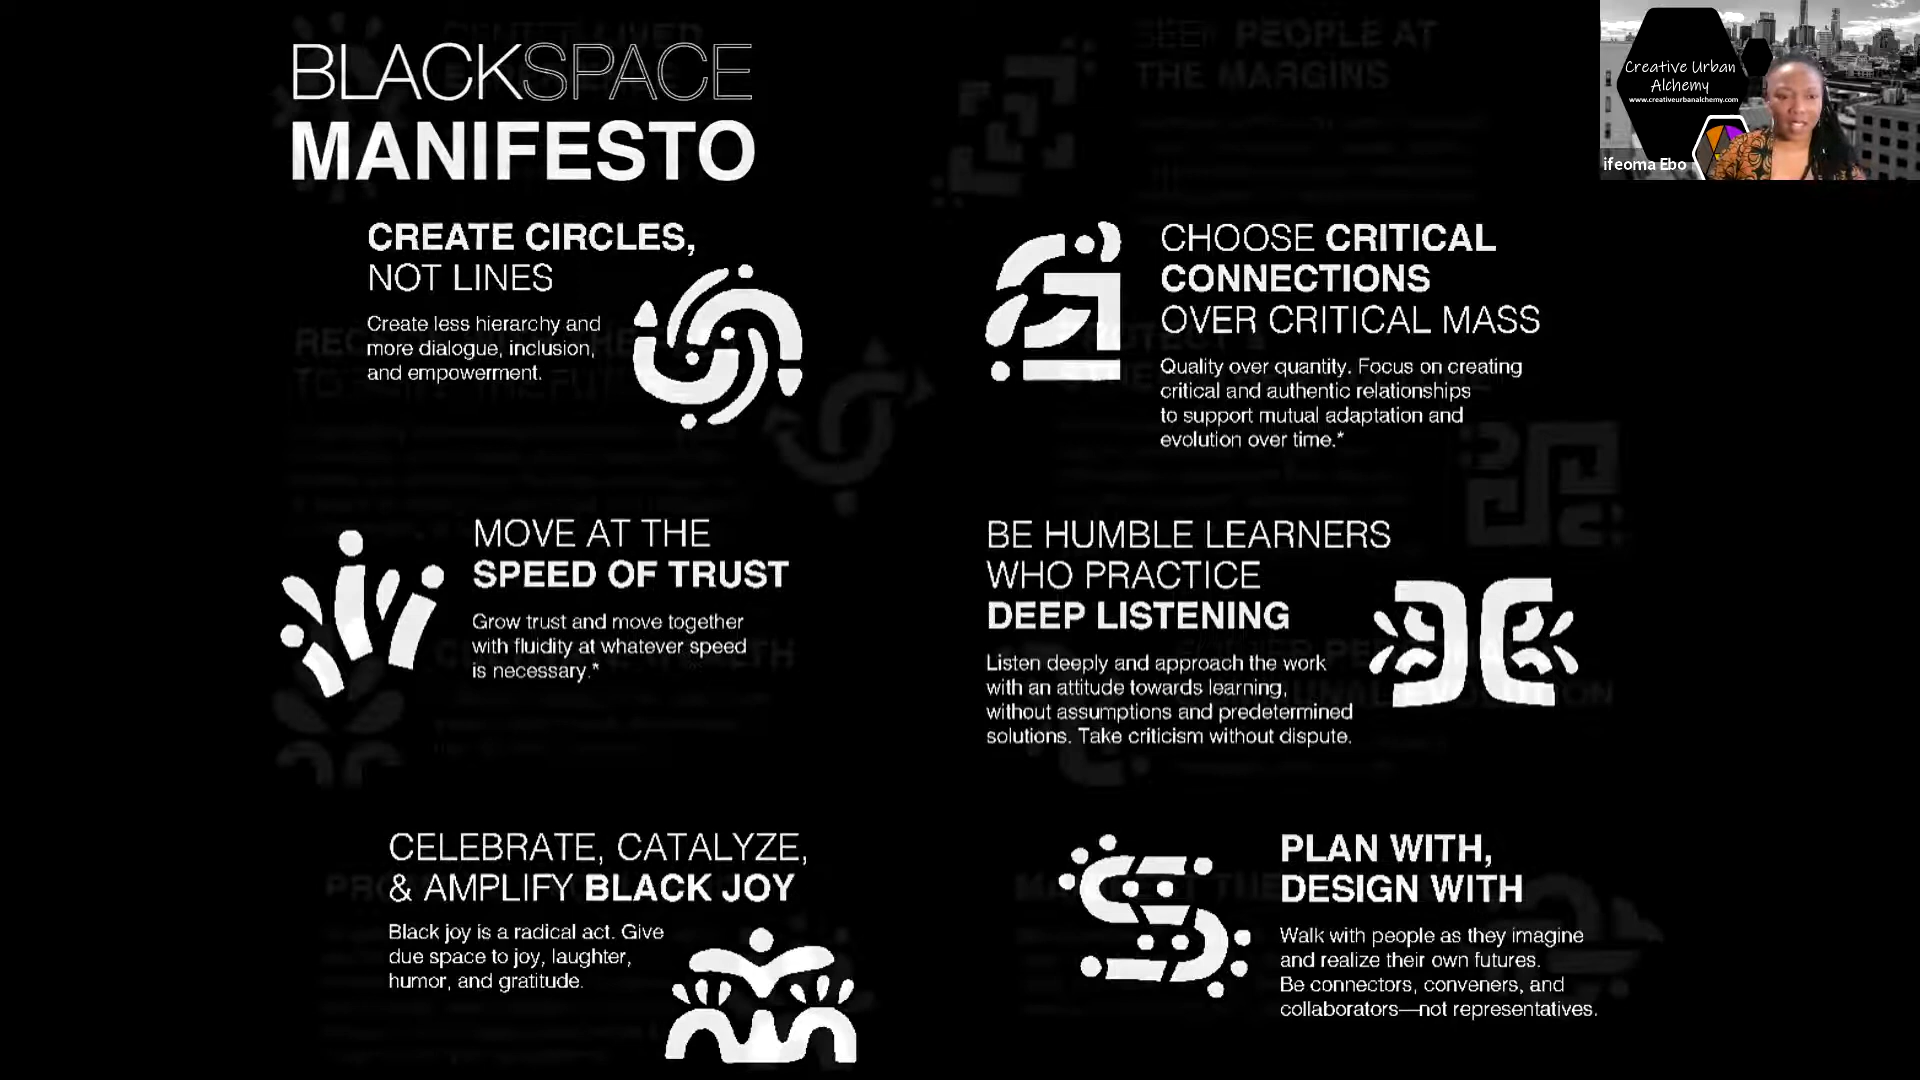 BLACKSPACE
MANIFESTO
CREATE CIRCLES,
NOT LINES
Create less hierarchy and
more dialogue, inclusion,
and empowerment.
CHOOSE CRITICAL
CONNECTIONS
OVER CRITICAL MASS
Quality over quantity. Focus on creating
critical and authentic relationships
to support mutual adaptation and
evolution over time.*
MOVE AT THE
SPEED OF TRUST
Grow trust and move together
with fluidity at whatever speed
is necessary.*
BE HUMBLE LEARNERS
WHO PRACTICE
DEEP LISTENING
Listen deeply and approach the work
with an attitude towards learning,
without assumptions and predetermined
solutions. Take criticism without dispute.
CELEBRATE, CATALYZE,
& AMPLIFY BLACK JOY
Black joy is a radical act. Give
due space to joy, laughter,
humor, and gratitude.
PLAN WITH,
DESIGN WITH
Walk with people as they imagine
and realize their own futures.
Be connectors, conveners, and
collaborators—not representatives.
SEEK PEOPLE AT
THE MARGINS
Creative Urban
Alchemy
www.creativeurbanalchemy.com
ifeoma Ebo